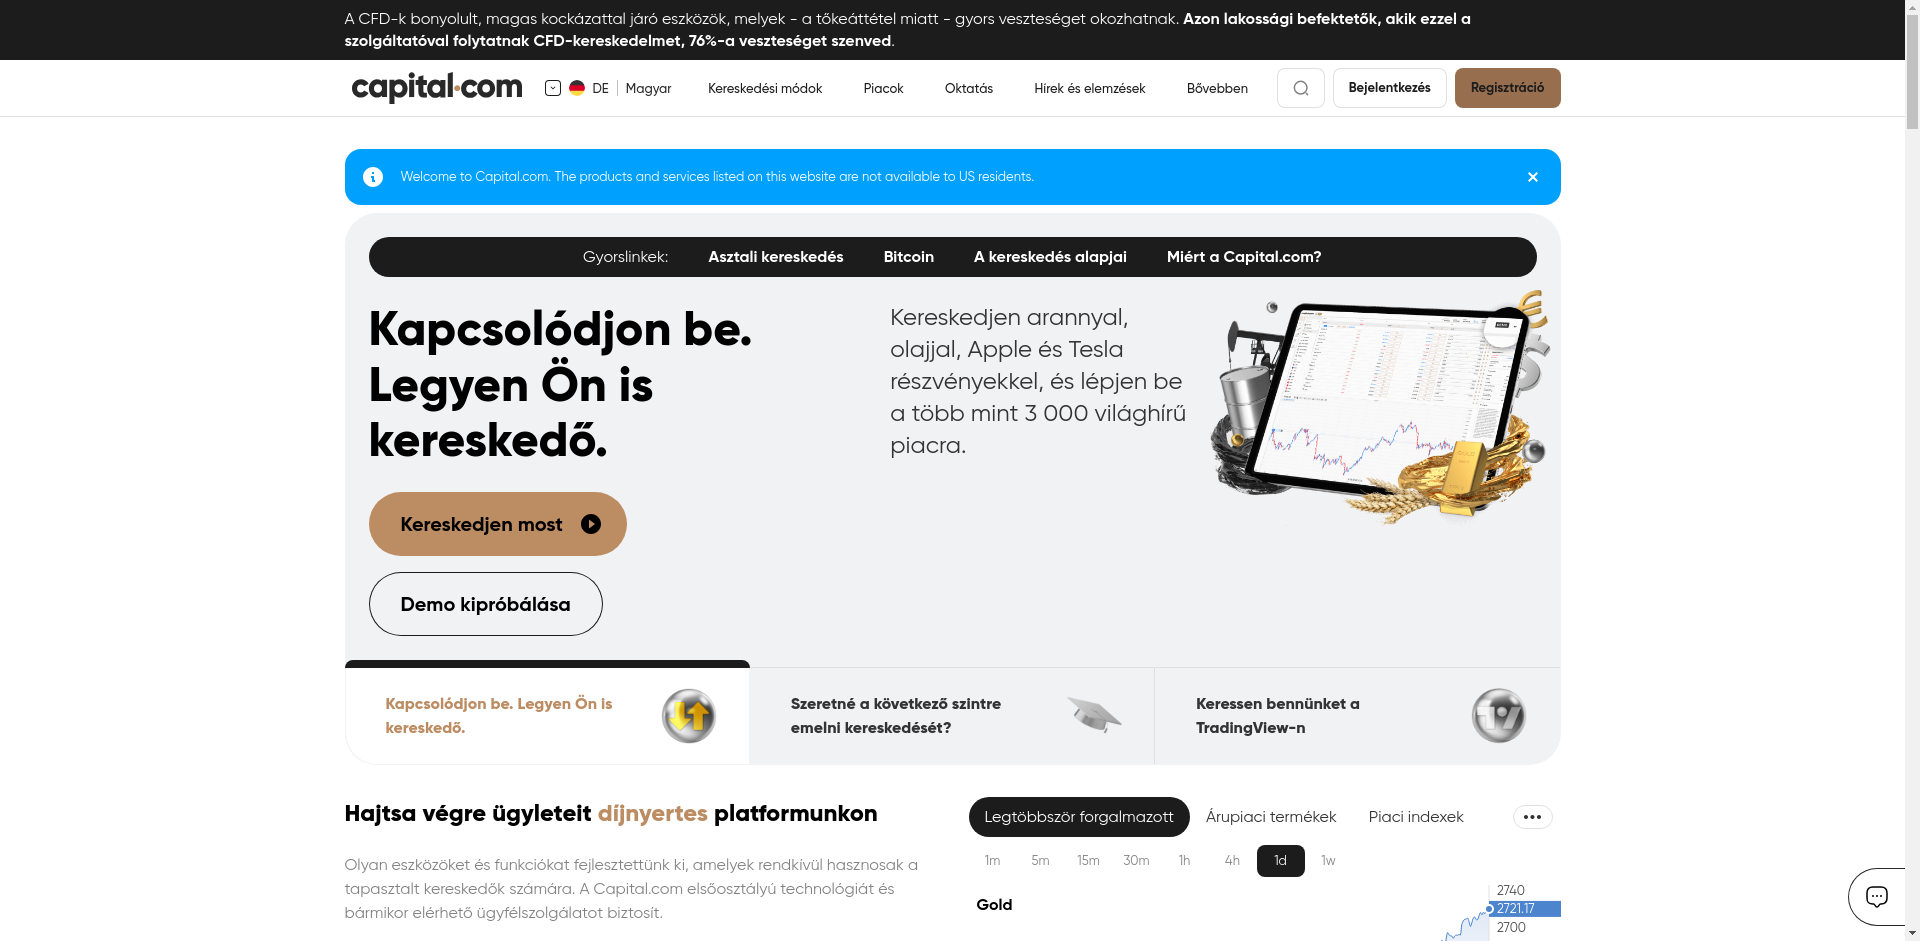 A CFD-k bonyolult, magas kockázattal járó eszközök, melyek - a tőkeáttétel miatt - gyors veszteséget okozhatnak. Azon lakossági befektetők, akik ezzel a
szolgáltatóval folytatnak CFD-kereskedelmet, 76%-a veszteséget szenved.
capital.com
DE
Magyar
Kereskedési módok
Piacok
Oktatás
Hírek és elemzések
Bővebben
Bejelentkezés
Regisztráció
Welcome to Capital.com. The products and services listed on this website are not available to US residents.
Gyorslinkek:
Asztali kereskedés
Bitcoin
A kereskedés alapjai
Miért a Capital.com?
Kapcsolódjon be.
Legyen Ön is
kereskedő.
Kereskedjen arannyal,
olajjal, Apple és Tesla
részvényekkel, és lépjen be
a több mint 3 000 világhírű
piacra.
Kereskedjen most
Demo kipróbálása
Kapcsolódjon be. Legyen Ön is
kereskedő.
Szeretné a következő szintre
emelni kereskedését?
Keressen bennünket a
TradingView-n
Hajtsa végre ügyleteit díjnyertes platformunkon
Olyan eszközöket és funkciókat fejlesztettünk ki, amelyek rendkívül hasznosak a
tapasztalt kereskedők számára. A Capital.com elsőosztályú technológiát és
bármikor elérhető ügyfélszolgálatot biztosít.
Legtöbbször forgalmazott
Árupiaci termékek
Piaci indexek
1m
5m
15m
30m
1h
4h
1d
1w
Gold
2740
2721.17
2700